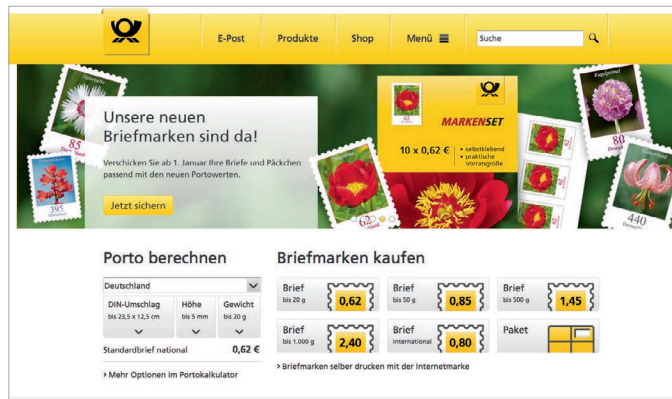 E-Post
Produkte
Shop
Menü
Suche
85
395
Unsere neuen
Briefmarken sind da!
Verschicken Sie ab 1. Januar Ihre Briefe und Päckchen
passend mit den neuen Portowerten.
Jetzt sichern
62
62
MARKENSET
10 x 0,62 €
• selbstklebend
• praktische
Vorratsgröße
Kugelprimel
80
440
Porto berechnen
Deutschland
DIN-Umschlag
bis 23,5 x 12,5 cm
Höhe
bis 5 mm
Gewicht
bis 20 g
Standardbrief national 0,62 €
› Mehr Optionen im Portokalkulator
Briefmarken kaufen
Brief
bis 20 g
0,62
Brief
bis 50 g
0,85
Brief
bis 500 g
1,45
Brief
bis 1.000 g
2,40
Brief
international
0,80
Paket
› Briefmarken selber drucken mit der Internetmarke